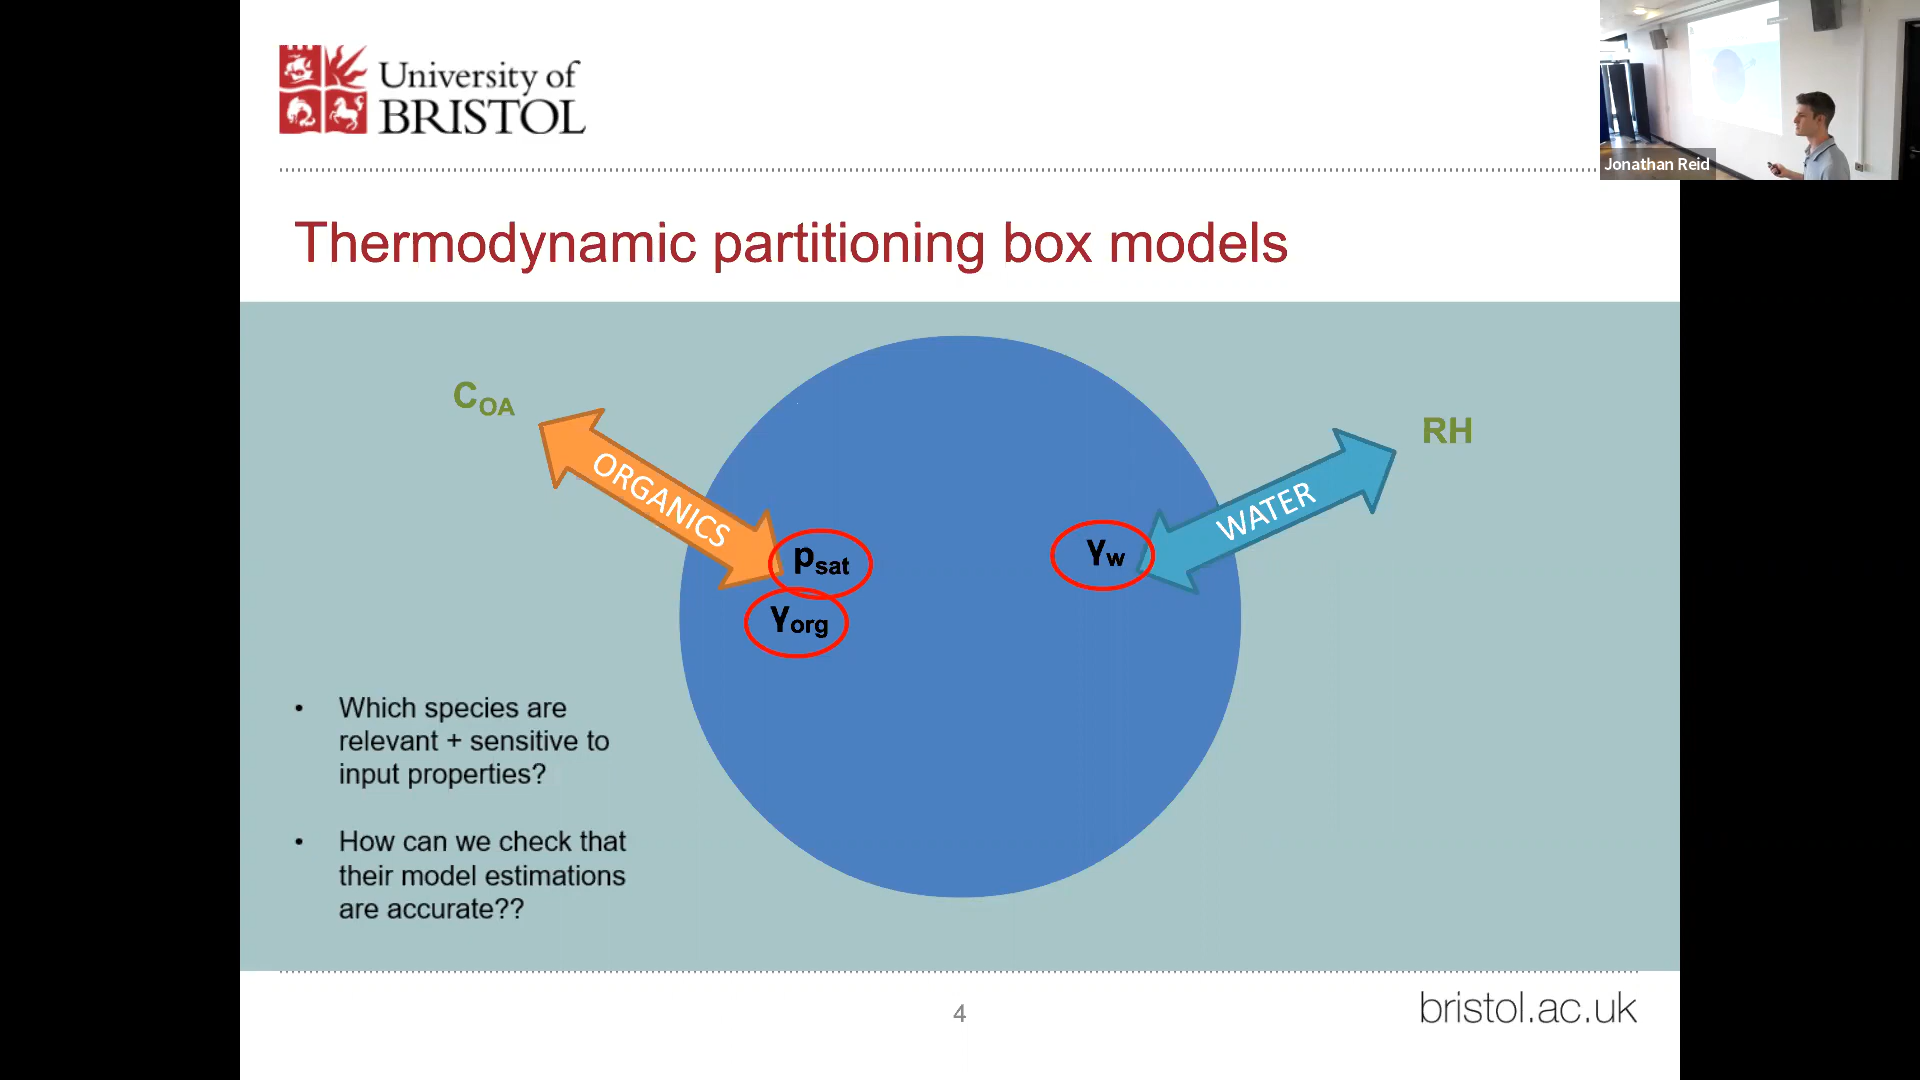 University of
BRISTOL
Jonathan Reid
Thermodynamic partitioning box models
C_OA
RH
ORGANICS
WATER
p_sat
γ_w
γ_org
• Which species are
relevant + sensitive to
input properties?
• How can we check that
their model estimations
are accurate??
4
bristol.ac.uk